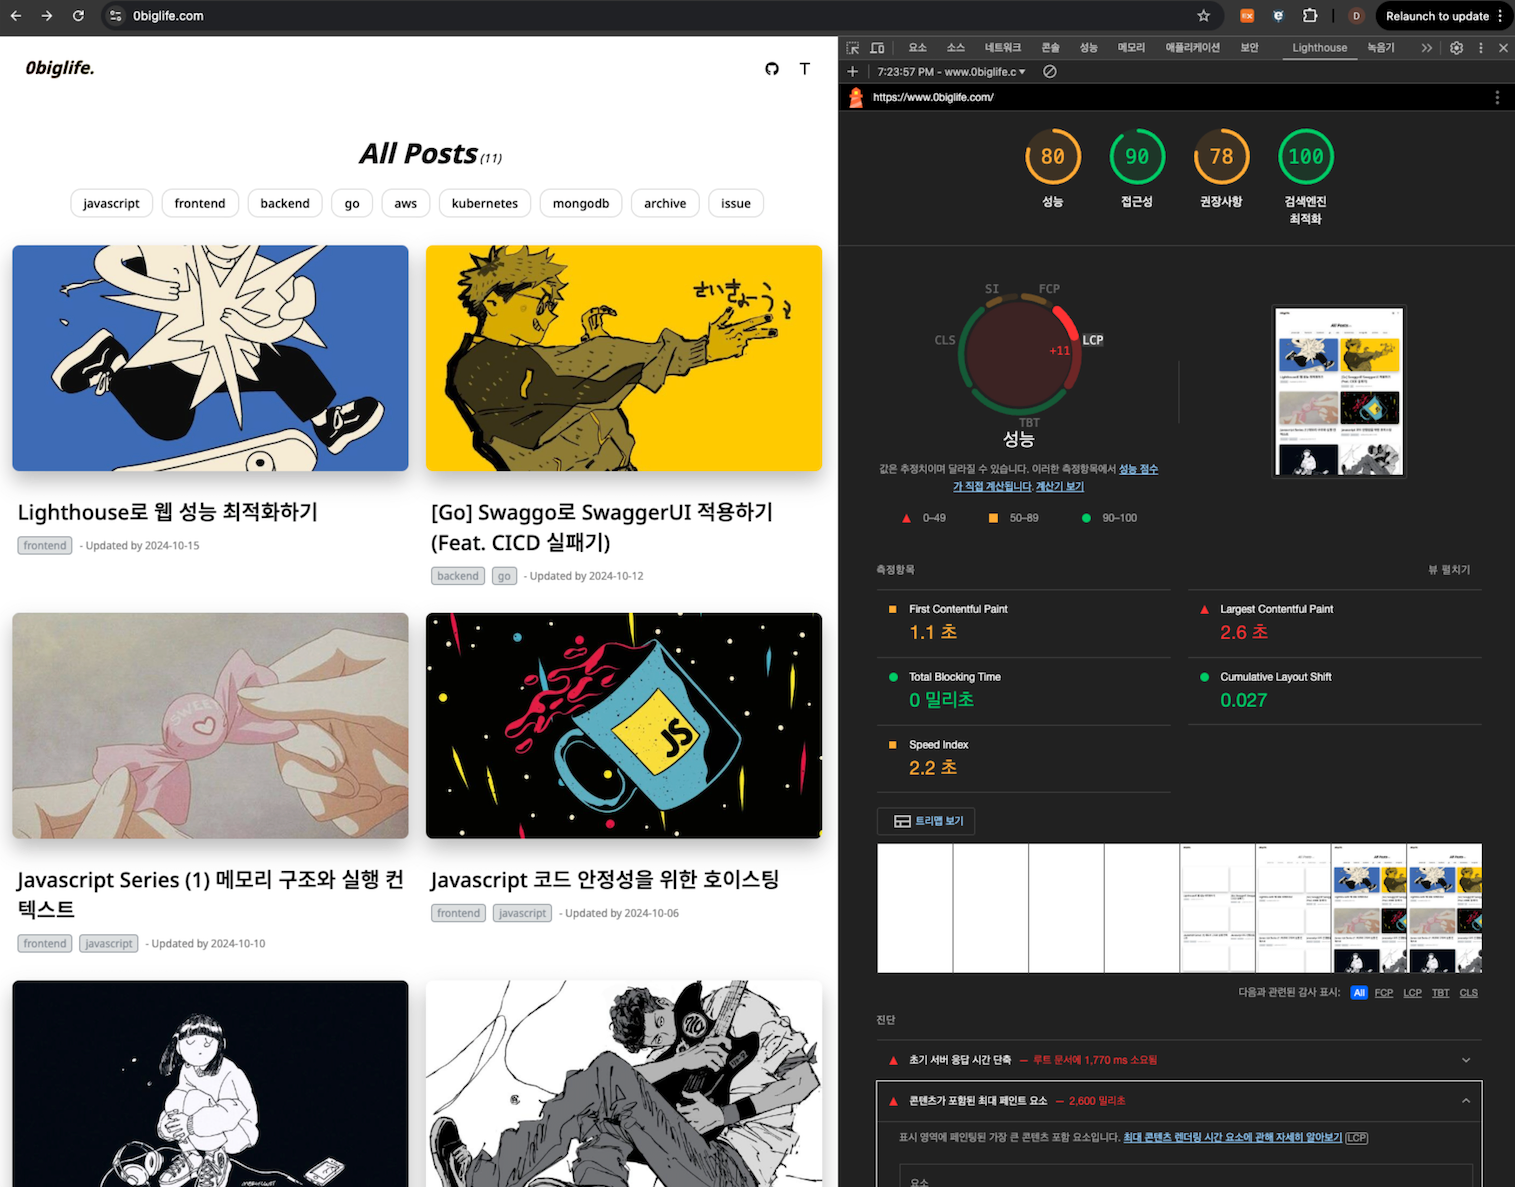 0biglife.com
Relaunch to update
D
0biglife.
T
All Posts (11)
javascript
frontend
backend
go
aws
kubernetes
mongodb
archive
issue
さいきょーう
Lighthouse로 웹 성능 최적화하기
frontend - Updated by 2024-10-15
[Go] Swaggo로 SwaggerUI 적용하기
(Feat. CICD 실패기)
backend go - Updated by 2024-10-12
SWEET
JS
Javascript Series (1) 메모리 구조와 실행 컨
텍스트
frontend javascript - Updated by 2024-10-10
Javascript 코드 안정성을 위한 호이스팅
frontend javascript - Updated by 2024-10-06
요소 소스 네트워크 콘솔 성능 메모리 애플리케이션 보안 Lighthouse 녹음기
7:23:57 PM - www.0biglife.c
https://www.0biglife.com/
80
성능
90
접근성
78
권장사항
100
검색엔진
최적화
SI
FCP
CLS
LCP
+11
TBT
성능
값은 추정치이며 달라질 수 있습니다. 이러한 측정항목에서 성능 점수
가 직접 계산됩니다. 계산기 보기
0–49
50–89
90–100
측정항목
뷰 펼치기
First Contentful Paint
1.1 초
Largest Contentful Paint
2.6 초
Total Blocking Time
0 밀리초
Cumulative Layout Shift
0.027
Speed Index
2.2 초
트리맵 보기
다음과 관련된 감사 표시: All FCP LCP TBT CLS
진단
초기 서버 응답 시간 단축 — 루트 문서에 1,770 ms 소요됨
콘텐츠가 포함된 최대 페인트 요소 — 2,600 밀리초
표시 영역에 페인팅된 가장 큰 콘텐츠 포함 요소입니다. 최대 콘텐츠 렌더링 시간 요소에 관해 자세히 알아보기 LCP
요소